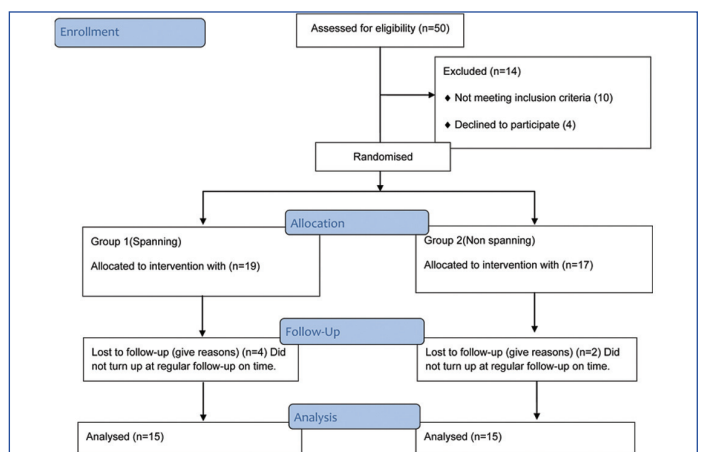 Enrollment
Assessed for eligibility (n=50)
Excluded (n=14)
♦ Not meeting inclusion criteria (10)
♦ Declined to participate (4)
Randomised
Allocation
Group 1(Spanning)
Allocated to intervention with (n=19)
Group 2(Non spanning)
Allocated to intervention with (n=17)
Follow-Up
Lost to follow-up (give reasons) (n=4) Did
not turn up at regular follow-up on time.
Lost to follow-up (give reasons) (n=2) Did
not turn up at regular follow-up on time.
Analysis
Analysed (n=15)
Analysed (n=15)